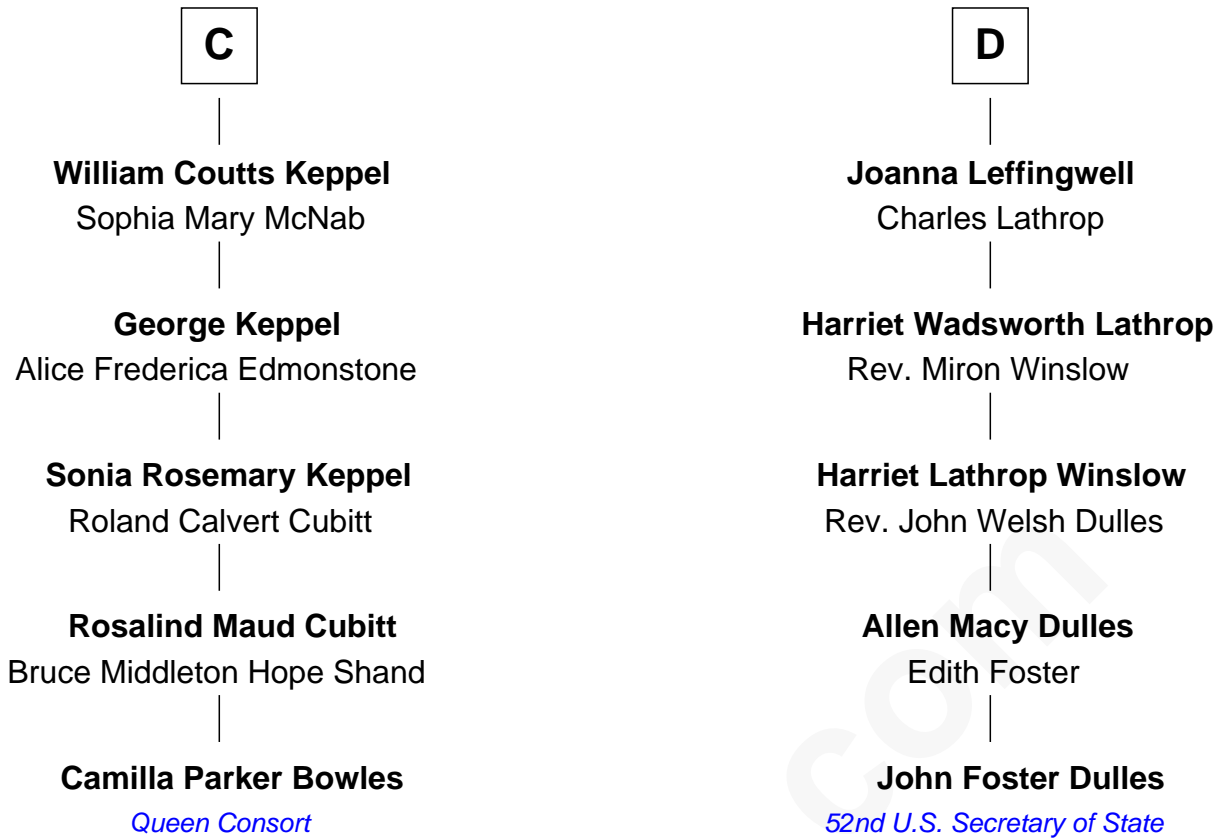 C
William Coutts Keppel
Sophia Mary McNab
George Keppel
Alice Frederica Edmonstone
Sonia Rosemary Keppel
Roland Calvert Cubitt
Rosalind Maud Cubitt
Bruce Middleton Hope Shand
Camilla Parker Bowles
Queen Consort
D
Joanna Leffingwell
Charles Lathrop
Harriet Wadsworth Lathrop
Rev. Miron Winslow
Harriet Lathrop Winslow
Rev. John Welsh Dulles
Allen Macy Dulles
Edith Foster
John Foster Dulles
52nd U.S. Secretary of State
com